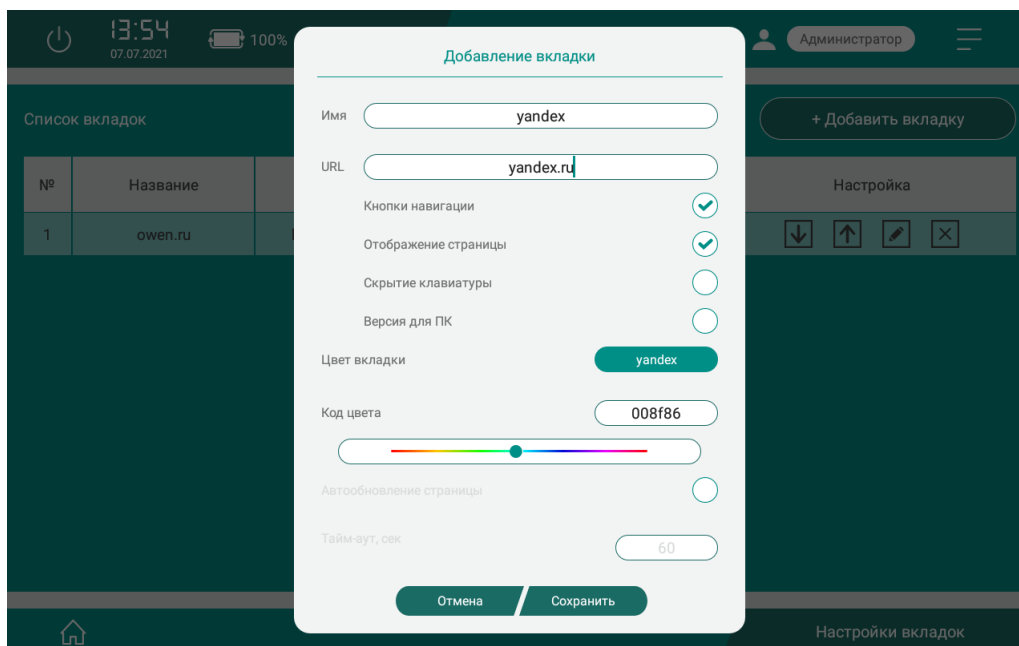 13:54
07.07.2021
100%
Администратор
Список вкладок
+ Добавить вкладку
№ Название Настройка
1 owen.ru
Добавление вкладки
Имя yandex
URL yandex.ru
Кнопки навигации
Отображение страницы
Скрытие клавиатуры
Версия для ПК
Цвет вкладки yandex
Код цвета 008f86
Автообновление страницы
Тайм-аут, сек 60
Отмена Сохранить
Настройки вкладок